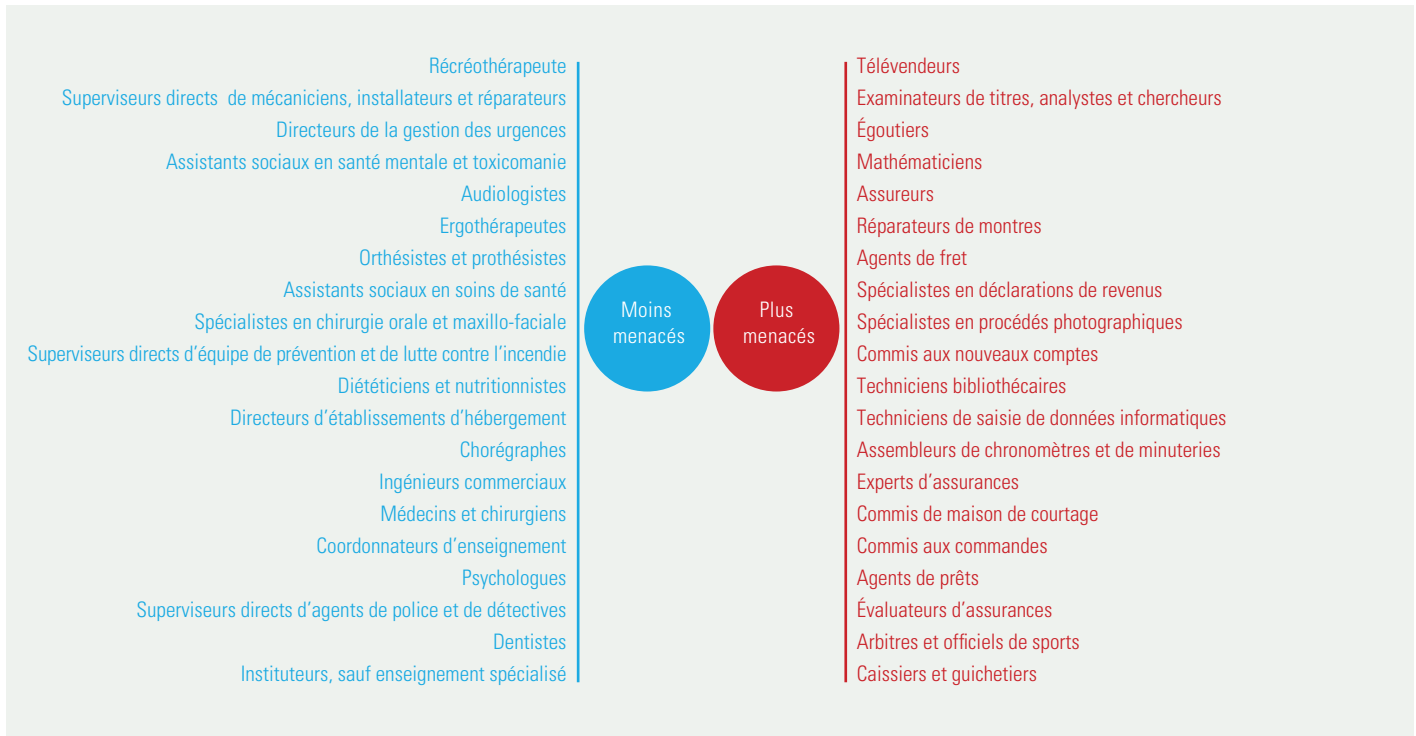 Récréothérapeute
Superviseurs directs de mécaniciens, installateurs et réparateurs
Directeurs de la gestion des urgences
Assistants sociaux en santé mentale et toxicomanie
Audiologistes
Ergothérapeutes
Orthésistes et prothésistes
Assistants sociaux en soins de santé
Spécialistes en chirurgie orale et maxillo-faciale
Superviseurs directs d'équipe de prévention et de lutte contre l'incendie
Diététiciens et nutritionnistes
Directeurs d'établissements d'hébergement
Chorégraphes
Ingénieurs commerciaux
Médecins et chirurgiens
Coordonnateurs d'enseignement
Psychologues
Superviseurs directs d'agents de police et de détectives
Dentistes
Instituteurs, sauf enseignement spécialisé
Moins
menacés
Plus
menacés
Télévendeurs
Examinateurs de titres, analystes et chercheurs
Égoutiers
Mathématiciens
Assureurs
Réparateurs de montres
Agents de fret
Spécialistes en déclarations de revenus
Spécialistes en procédés photographiques
Commis aux nouveaux comptes
Techniciens bibliothécaires
Techniciens de saisie de données informatiques
Assembleurs de chronomètres et de minuteries
Experts d'assurances
Commis de maison de courtage
Commis aux commandes
Agents de prêts
Évaluateurs d'assurances
Arbitres et officiels de sports
Caissiers et guichetiers